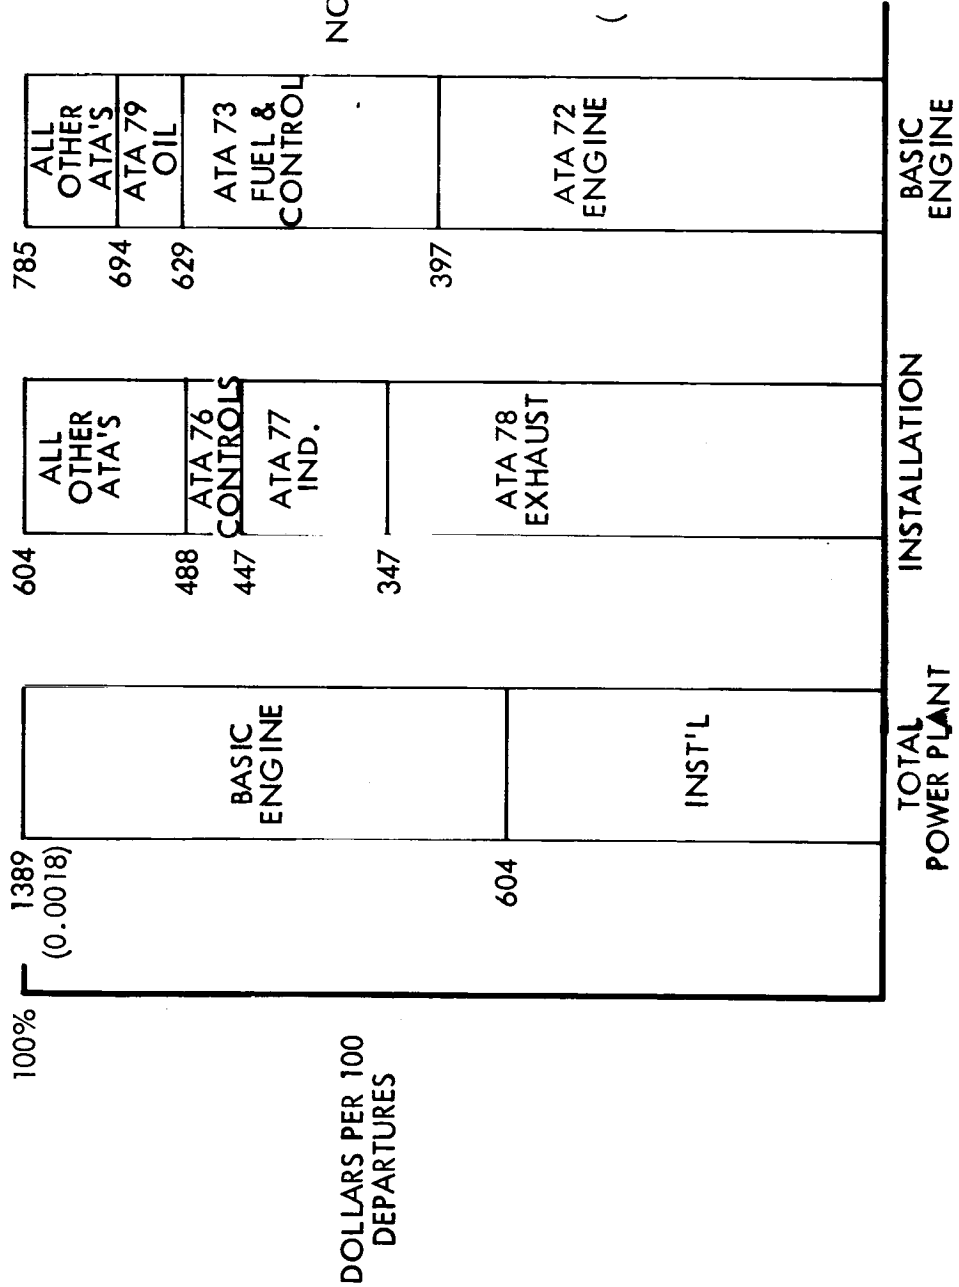 100%
DOLLARS PER 100
DEPARTURES
1389
(0.0018)
604
BASIC
ENGINE
INST'L
TOTAL
POWER PLANT
604
488
447
347
ALL
OTHER
ATA'S
ATA 76
CONTROLS
ATA 77
IND.
ATA 78
EXHAUST
INSTALLATION
785
694
629
397
ALL
OTHER
ATA'S
ATA 79
OIL
ATA 73
FUEL &
CONTROL
ATA 72
ENGINE
BASIC
ENGINE
NO
(